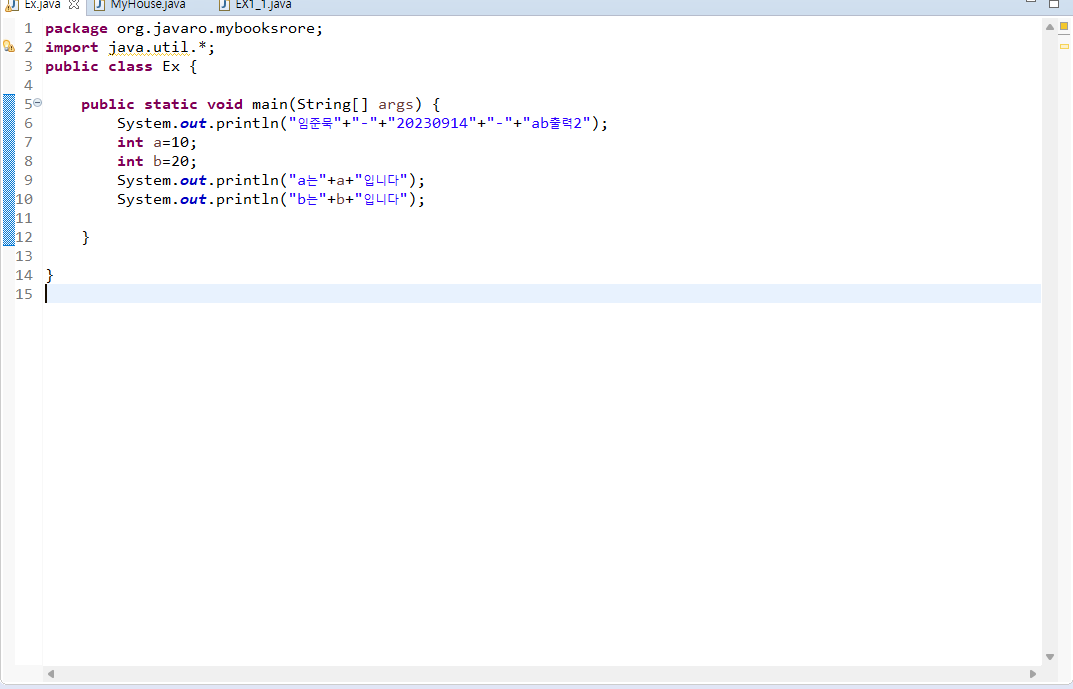 Ex.java MyHouse.java EX1_1.java
1 package org.javaro.mybooksrore;
2 import java.util.*;
3 public class Ex {
4
5 public static void main(String[] args) {
6 System.out.println("임준묵"+"-"+"20230914"+"-"+"ab출력2");
7 int a=10;
8 int b=20;
9 System.out.println("a는"+a+"입니다");
10 System.out.println("b는"+b+"입니다");
11
12 }
13
14 }
15